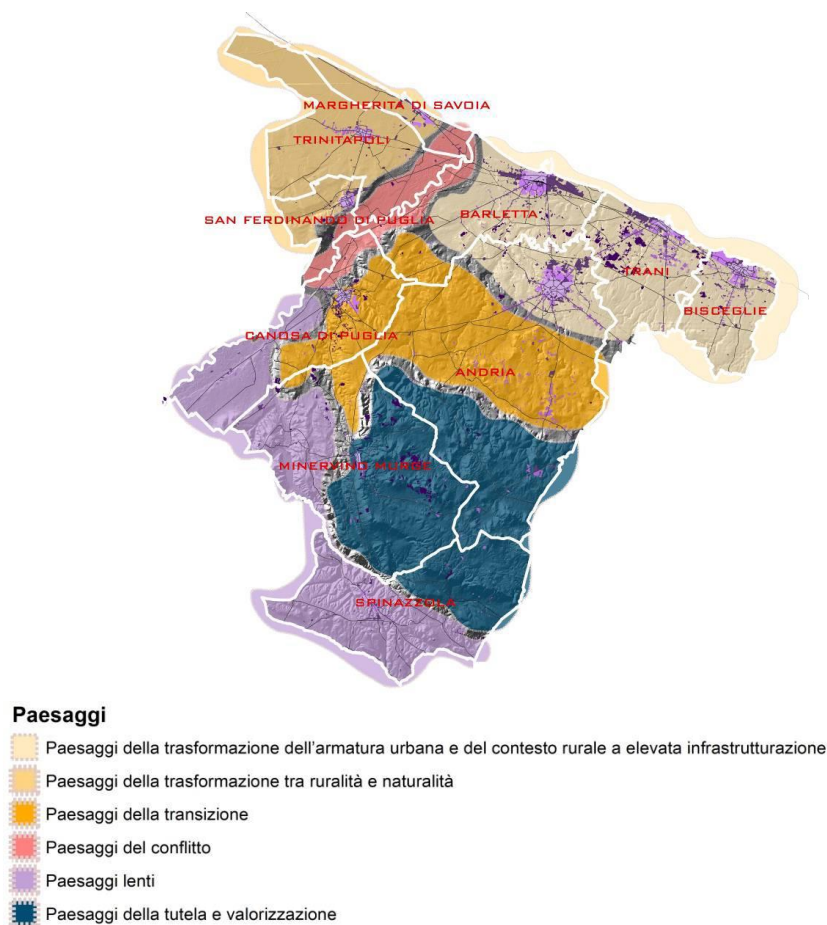 MARGHERITA DI SAVOIA
TRINITAPOLI
SAN FERDINANDO DI PUGLIA
BARLETTA
TRANI
BISCEGLIE
CANOSA DI PUGLIA
ANDRIA
MINERVINO MURGE
SPINAZZOLA
Paesaggi
Paesaggi della trasformazione dell'armatura urbana e del contesto rurale a elevata infrastrutturazione
Paesaggi della trasformazione tra ruralità e naturalità
Paesaggi della transizione
Paesaggi del conflitto
Paesaggi lenti
Paesaggi della tutela e valorizzazione